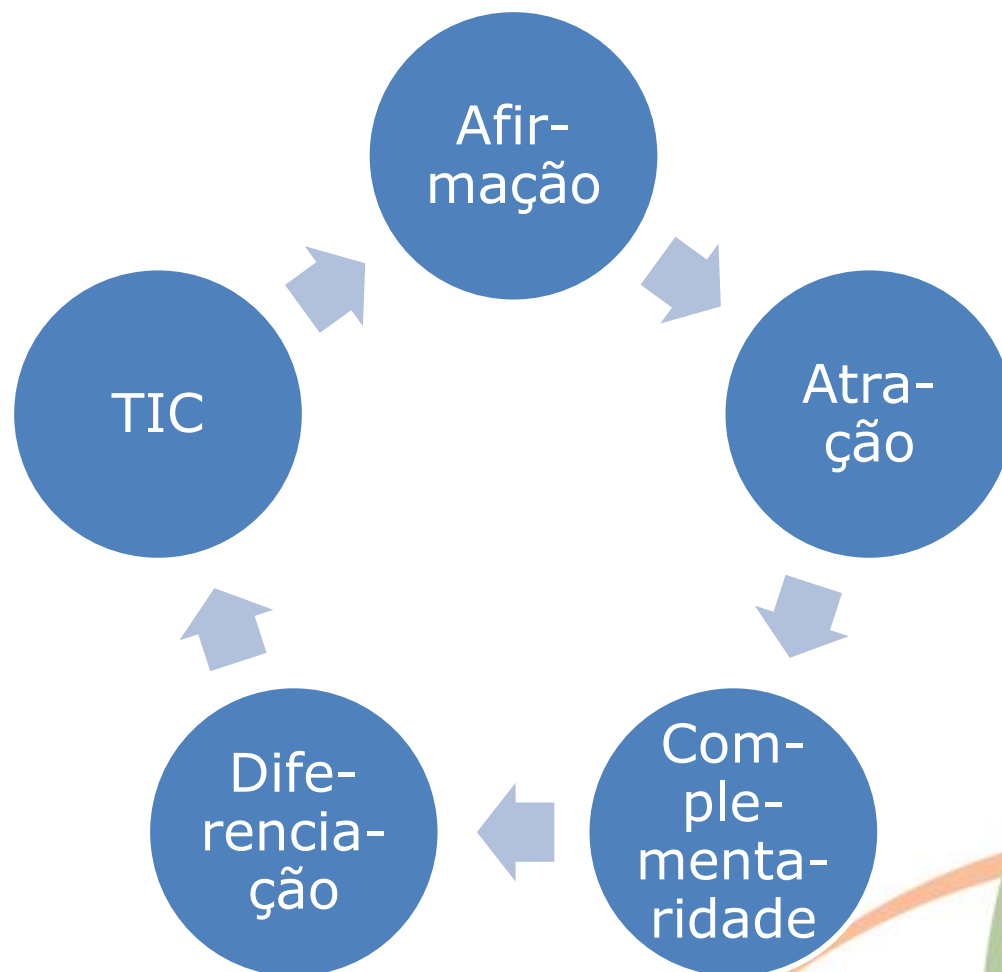 Afir-
mação
Atra-
ção
Com-
ple-
menta-
ridade
Dife-
rencia-
ção
TIC